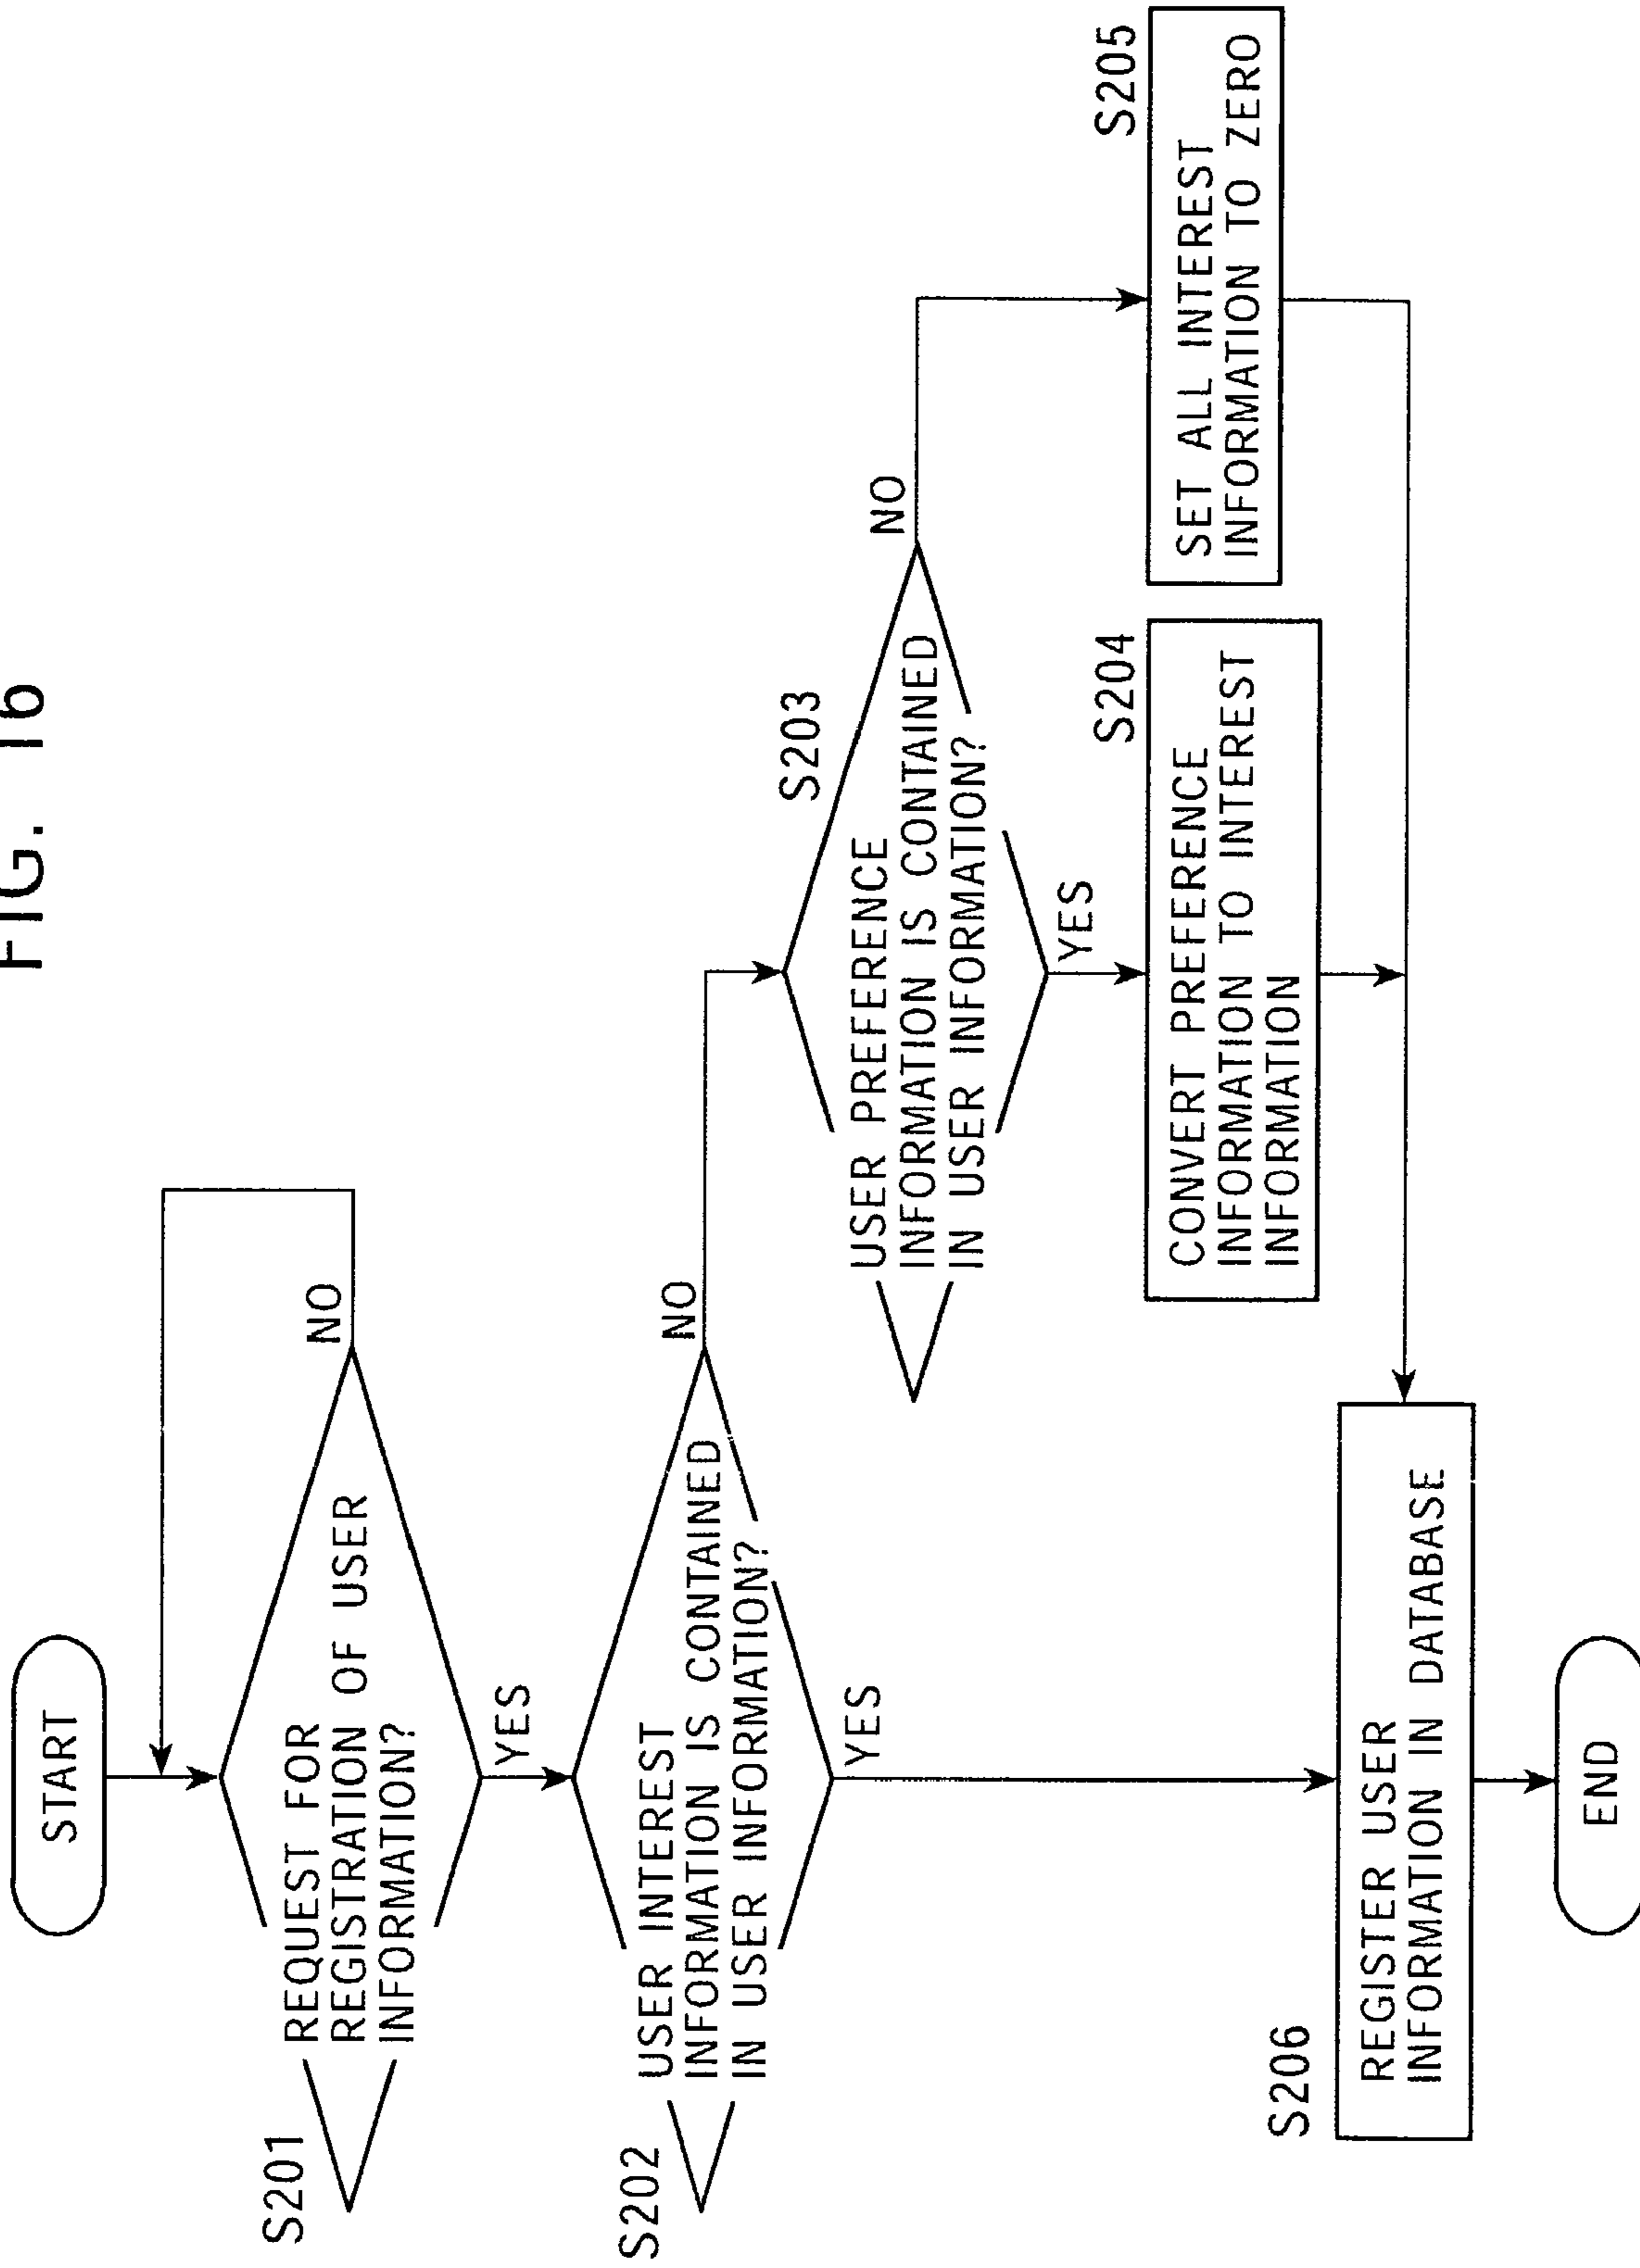 FIG. 16
START
S201
REQUEST FOR
REGISTRATION OF USER
INFORMATION?
NO
YES
S202
USER INTEREST
INFORMATION IS CONTAINED
IN USER INFORMATION?
NO
YES
S203
USER PREFERENCE
INFORMATION IS CONTAINED
IN USER INFORMATION?
NO
YES
S204
CONVERT PREFERENCE
INFORMATION TO INTEREST
INFORMATION
S205
SET ALL INTEREST
INFORMATION TO ZERO
S206
REGISTER USER
INFORMATION IN DATABASE
END